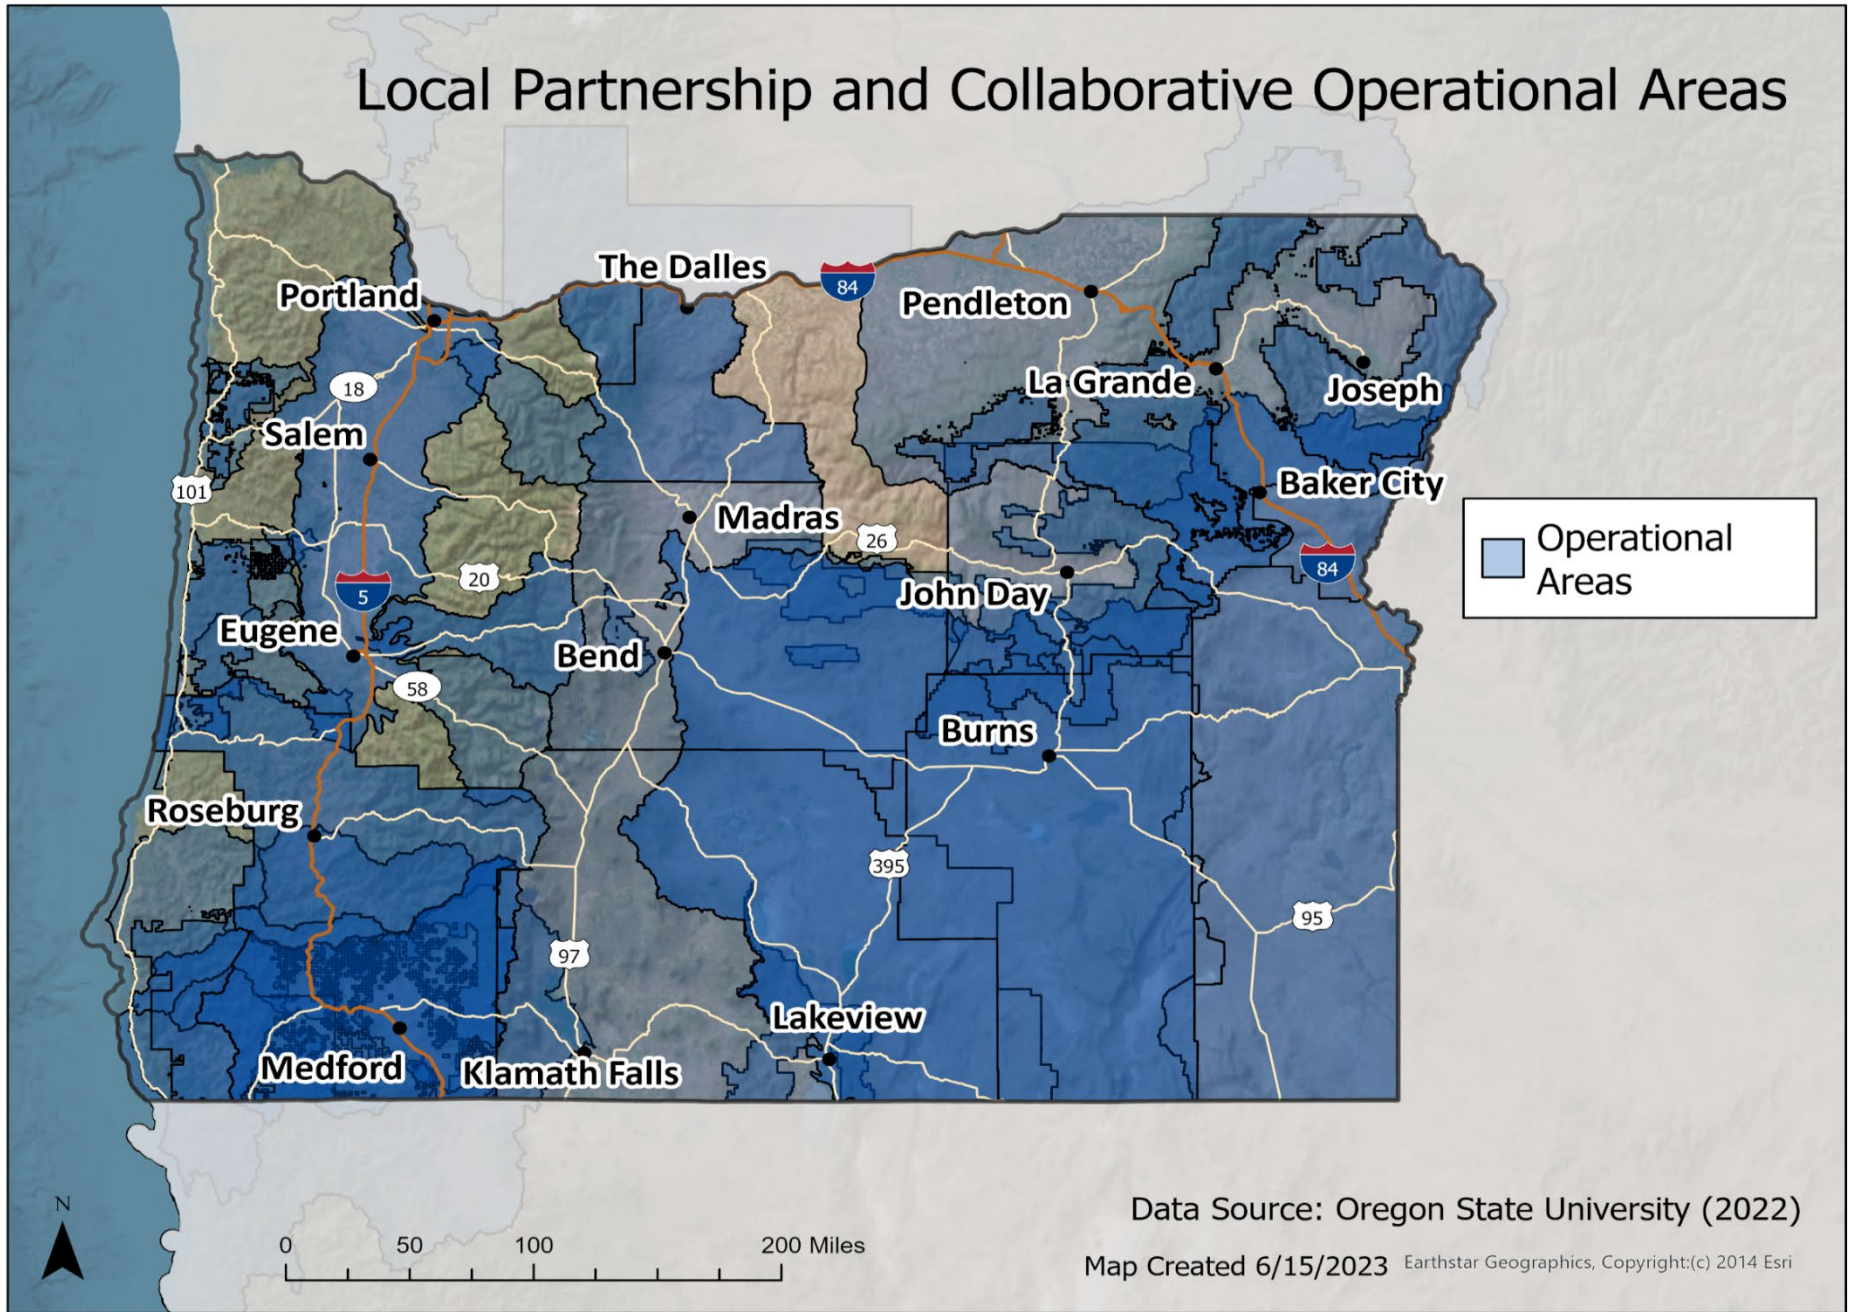 Local Partnership and Collaborative Operational Areas
The Dalles
84
Portland
Pendleton
18
La Grande
Joseph
Salem
101
Baker City
Madras
26
84
20
5
John Day
Eugene
Bend
58
Burns
Roseburg
395
95
97
Lakeview
Medford
Klamath Falls
Operational
Areas
N
0 50 100 200 Miles
Data Source: Oregon State University (2022)
Map Created 6/15/2023 Earthstar Geographics, Copyright:(c) 2014 Esri